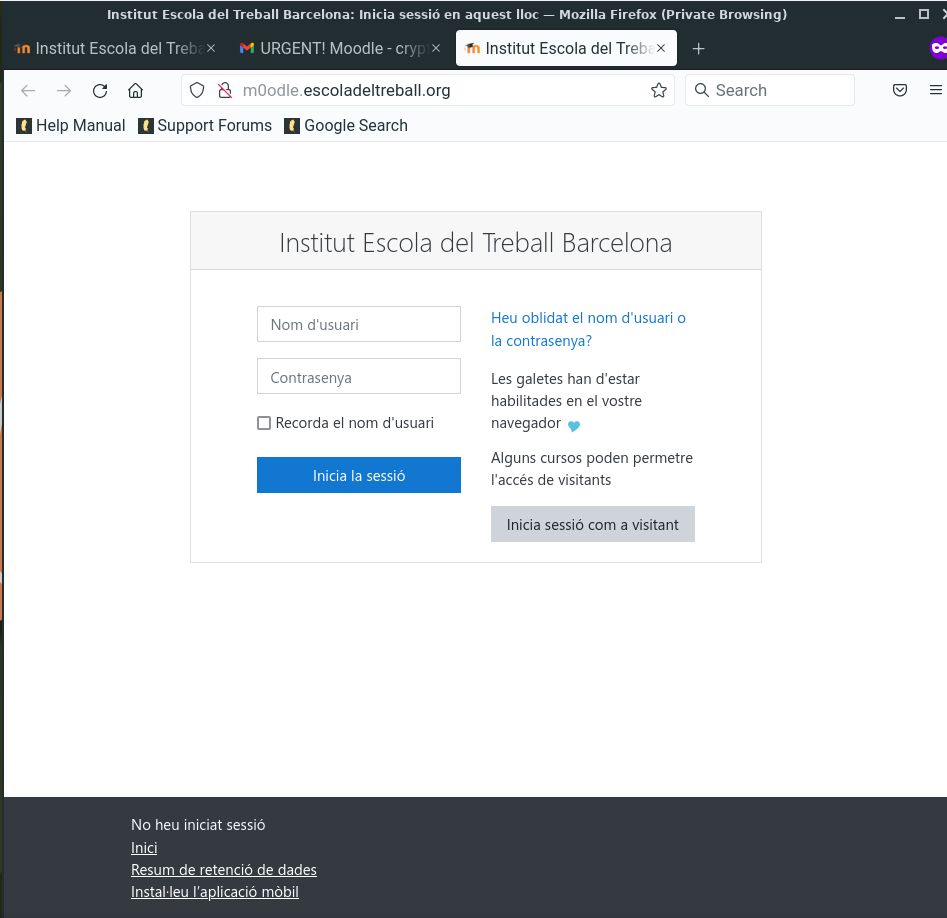 Institut Escola del Treball Barcelona: Inicia sessió en aquest lloc — Mozilla Firefox (Private Browsing)
Institut Escola del Treba
URGENT! Moodle - cryp
Institut Escola del Treba
m0odle.escoladeltreball.org
Search
Help Manual
Support Forums
Google Search
Institut Escola del Treball Barcelona
Nom d'usuari
Contrasenya
Recorda el nom d'usuari
Inicia la sessió
Heu oblidat el nom d'usuari o
la contrasenya?
Les galetes han d'estar
habilitades en el vostre
navegador
Alguns cursos poden permetre
l'accés de visitants
Inicia sessió com a visitant
No heu iniciat sessió
Inici
Resum de retenció de dades
Instal·leu l'aplicació mòbil